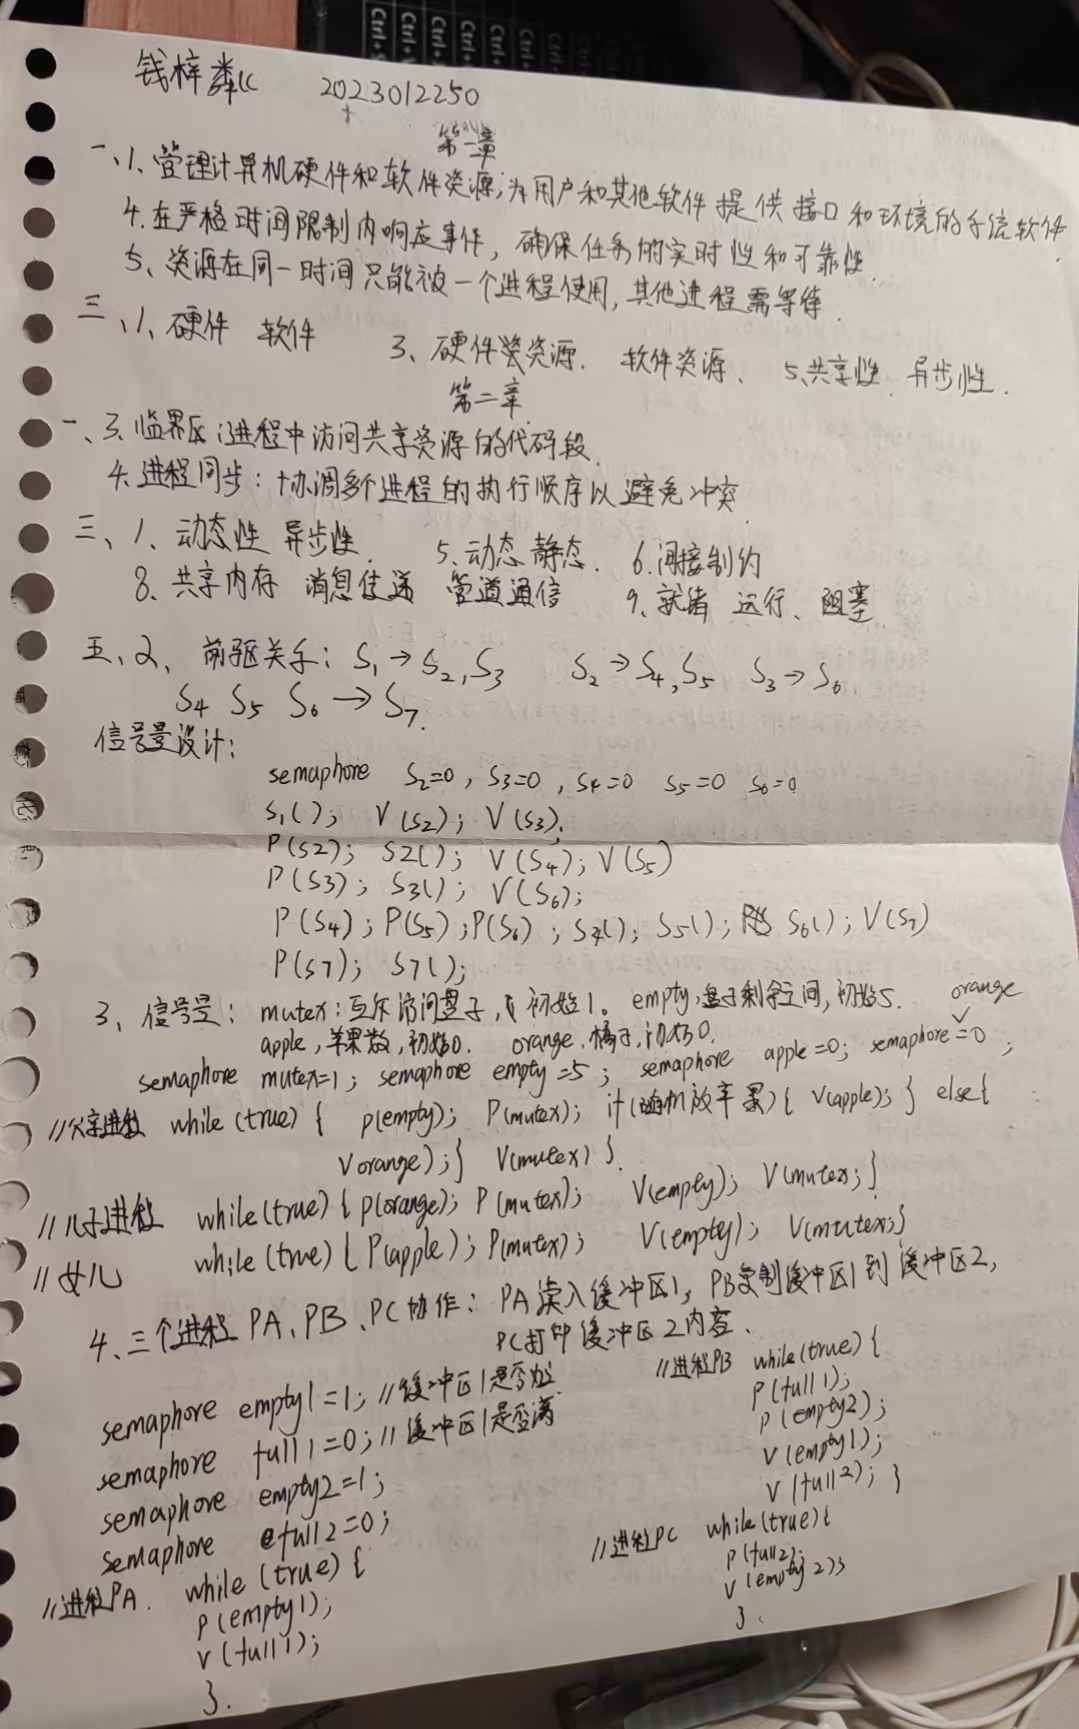 钱梓 20223012250
第一章
一、1、管理计算机硬件和软件资源,为用户和其他软件提供接口和环境的系统软件
4.在严格时间限制内响应事件,确保任务的实时性和可靠性.
5、资源在同一时间只能被一个进程使用,其他进程需等待.
三、1、硬件 软件 3、硬件资源. 软件资源、 5、共享性 异步性.
第二章
一、3.临界区:进程中访问共享资源的代码段.
4.进程同步:协调多个进程的执行顺序以避免冲突.
三、1、动态性 异步性. 5.动态 静态. 6.间接制约
8、共享内存 消息传递 管道通信 9、就绪 运行、阻塞
五、2、前驱关系: S1→S2,S3 S2→S4,S5 S3→S6
S4 S5 S6 → S7.
信号量设计:
semaphore S2=0, S3=0, S4=0 S5=0 S6=0
S1(); V(S2); V(S3);
P(S2); S2(); V(S4); V(S5)
P(S3); S3(); V(S6);
P(S4); P(S5); P(S6); S4(); S5(); S6(); V(S7)
P(S7); S7();
3、信号量: mutex:互斥访问盘子,初始1。empty,盘子剩余空间,初始5. orange
apple,苹果数,初始0. orange,橘子,初始0.
semaphore mutex=1; semaphore empty=5; semaphore apple=0; semaphore =0;
//父亲进程 while(true) { p(empty); P(mutex); if(随机放苹果){ V(apple); } else{
Vorange);} V(mutex) }.
//儿子进程 while(true) { p(orange); P(mutex); V(empty); V(mutex;}
//女儿 while(true) { P(apple); P(mutex); V(empty); V(mutex;}
4、三个进程 PA、PB、PC协作: PA读入缓冲区1, PB复制缓冲区1到缓冲区2,
PC打印缓冲区2内容.
semaphore empty1=1; //缓冲区1是否
semaphore full1=0; //缓冲区1是否满
semaphore empty2=1;
semaphore full2=0;
//进程PA. while(true) {
P(empty1);
V(full1);
}.
//进程PB while(true) {
P(full1);
P(empty2);
V(empty1);
V(full2); }
//进程PC while(true){
P(full2);
V(empty2);
}.